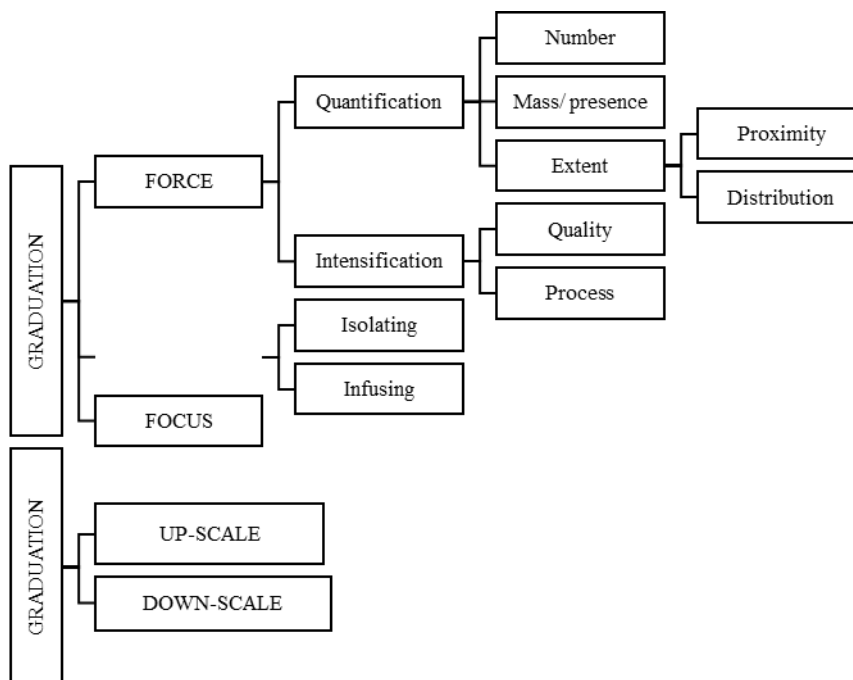 GRADUATION
FORCE
Quantification
Number
Mass/ presence
Extent
Proximity
Distribution
Intensification
Quality
Process
Isolating
Infusing
FOCUS
GRADUATION
UP-SCALE
DOWN-SCALE